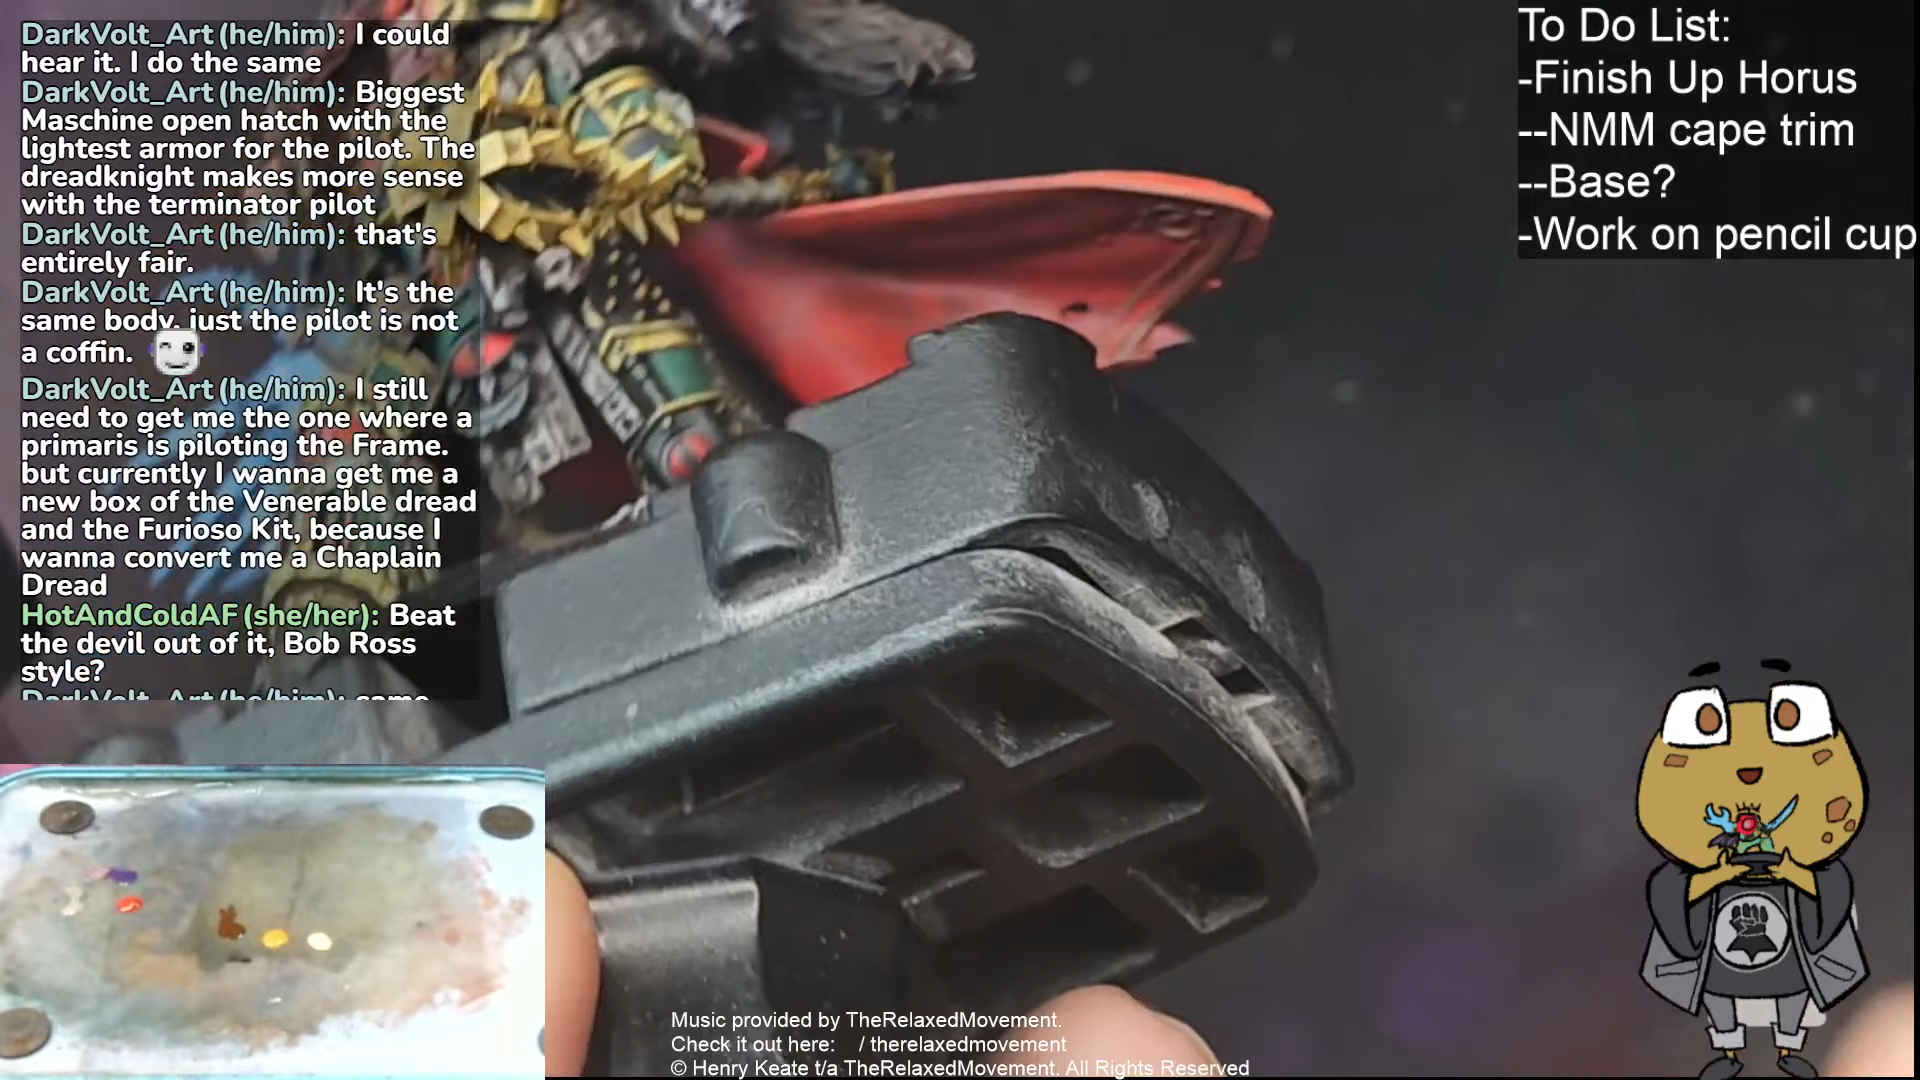 DarkVolt_Art (he/him): I could
hear it. I do the same
DarkVolt_Art (he/him): Biggest
Maschine open hatch with the
lightest armor for the pilot. The
dreadknight makes more sense
with the terminator pilot
DarkVolt_Art (he/him): that's
entirely fair.
DarkVolt_Art (he/him): It's the
same body, just the pilot is not
a coffin.
DarkVolt_Art (he/him): I still
need to get me the one where a
primaris is piloting the Frame.
but currently I wanna get me a
new box of the Venerable dread
and the Furioso Kit, because I
wanna convert me a Chaplain
Dread
HotAndColdAF (she/her): Beat
the devil out of it, Bob Ross
style?
DarkVolt_Art (he/him): same
To Do List:
-Finish Up Horus
--NMM cape trim
--Base?
-Work on pencil cup
Music provided by TheRelaxedMovement.
Check it out here: / therelaxedmovement
© Henry Keate t/a TheRelaxedMovement. All Rights Reserved